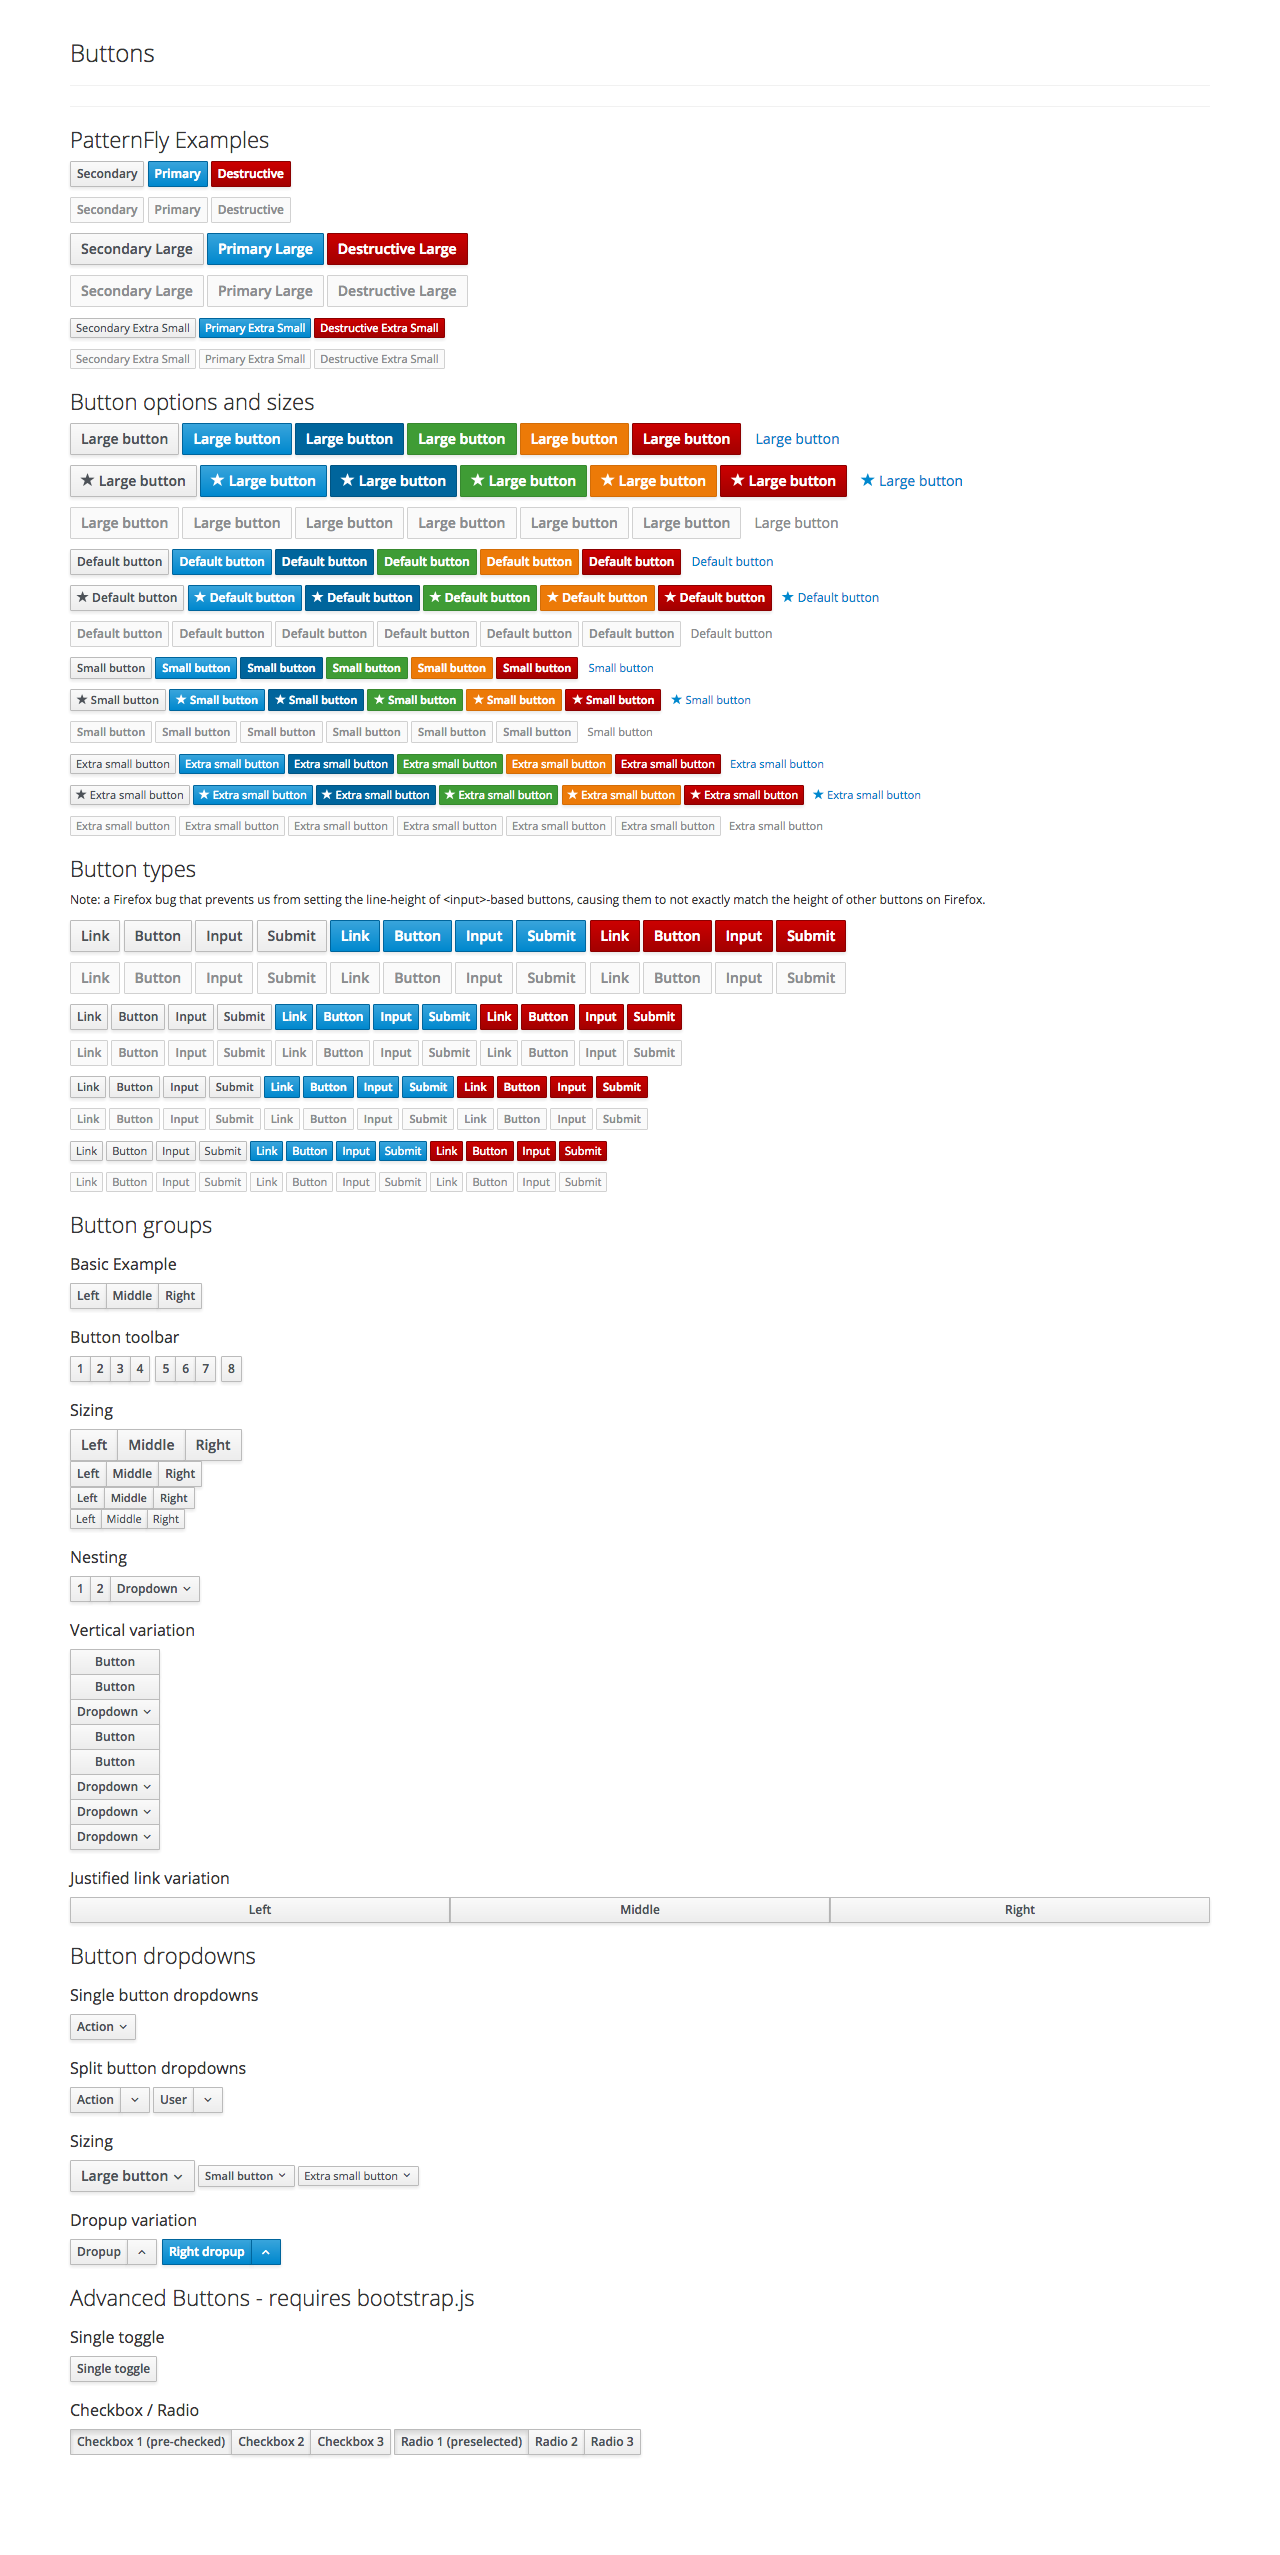 Buttons
PatternFly Examples
Secondary Primary Destructive
Secondary Primary Destructive
Secondary Large Primary Large Destructive Large
Secondary Large Primary Large Destructive Large
Secondary Extra Small Primary Extra Small Destructive Extra Small
Secondary Extra Small Primary Extra Small Destructive Extra Small
Button options and sizes
Large button Large button Large button Large button Large button Large button Large button
★ Large button ★ Large button ★ Large button ★ Large button ★ Large button ★ Large button ★ Large button
Large button Large button Large button Large button Large button Large button Large button
Default button Default button Default button Default button Default button Default button Default button
★ Default button ★ Default button ★ Default button ★ Default button ★ Default button ★ Default button ★ Default button
Default button Default button Default button Default button Default button Default button Default button
Small button Small button Small button Small button Small button Small button Small button
★ Small button ★ Small button ★ Small button ★ Small button ★ Small button ★ Small button ★ Small button
Small button Small button Small button Small button Small button Small button Small button
Extra small button Extra small button Extra small button Extra small button Extra small button Extra small button Extra small button
★ Extra small button ★ Extra small button ★ Extra small button ★ Extra small button ★ Extra small button ★ Extra small button ★ Extra small button
Extra small button Extra small button Extra small button Extra small button Extra small button Extra small button Extra small button
Button types
Note: a Firefox bug that prevents us from setting the line-height of <input>-based buttons, causing them to not exactly match the height of other buttons on Firefox.
Link Button Input Submit Link Button Input Submit Link Button Input Submit
Link Button Input Submit Link Button Input Submit Link Button Input Submit
Link Button Input Submit Link Button Input Submit Link Button Input Submit
Link Button Input Submit Link Button Input Submit Link Button Input Submit
Link Button Input Submit Link Button Input Submit Link Button Input Submit
Link Button Input Submit Link Button Input Submit Link Button Input Submit
Link Button Input Submit Link Button Input Submit Link Button Input Submit
Link Button Input Submit Link Button Input Submit Link Button Input Submit
Button groups
Basic Example
Left Middle Right
Button toolbar
1 2 3 4 5 6 7 8
Sizing
Left Middle Right
Left Middle Right
Left Middle Right
Left Middle Right
Nesting
1 2 Dropdown
Vertical variation
Button
Button
Dropdown
Button
Button
Dropdown
Dropdown
Dropdown
Justified link variation
Left Middle Right
Button dropdowns
Single button dropdowns
Action
Split button dropdowns
Action User
Sizing
Large button Small button Extra small button
Dropup variation
Dropup Right dropup
Advanced Buttons - requires bootstrap.js
Single toggle
Single toggle
Checkbox / Radio
Checkbox 1 (pre-checked) Checkbox 2 Checkbox 3 Radio 1 (preselected) Radio 2 Radio 3